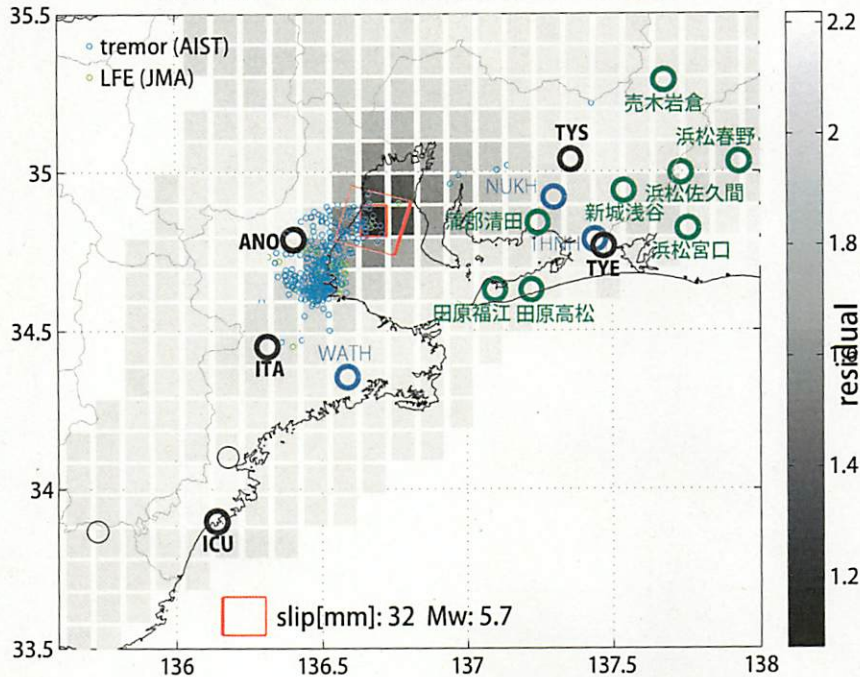 35.5
35
34.5
34
33.5
136
136.5
137
137.5
138
tremor (AIST)
LFE (JMA)
売木岩倉
浜松春野
TYS
浜松佐久間
NUKH
新城浅谷
蒲郡清田
浜松宮口
ANO
THNH
TYE
田原福江 田原高松
ITA
WATH
ICU
slip[mm]: 32 Mw: 5.7
2.2
2
1.8
1.6
1.4
1.2
residual